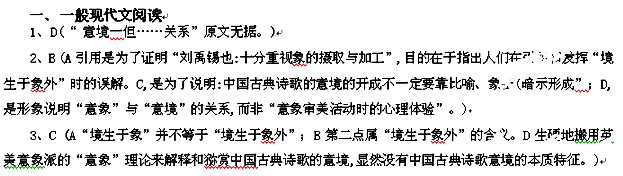 一、一般现代文阅读
1、D(“ 意境一但……关系”原文无据。)
2、B(A引用是为了证明“刘禹锡也:十分重视象的摄取与加工”,目的在于指出人们在发挥“境
生于象外”时的误解。C,是为了说明:中国古典诗歌的意境的开成不一定要靠比喻、象(暗示形成”；D,
是形象说明“意象”与“意境”的关系,而非“意象审美活动时的心理体验”。)
3、C（A“境生于象”并不等于“境生于象外”；B第二点属“境生于象外”的含义。D生硬地搬用英
美意象派的“意象”理论来解释和猕赏中国古典诗歌的意境,显然没有中国古典诗歌意境的本质特征。)